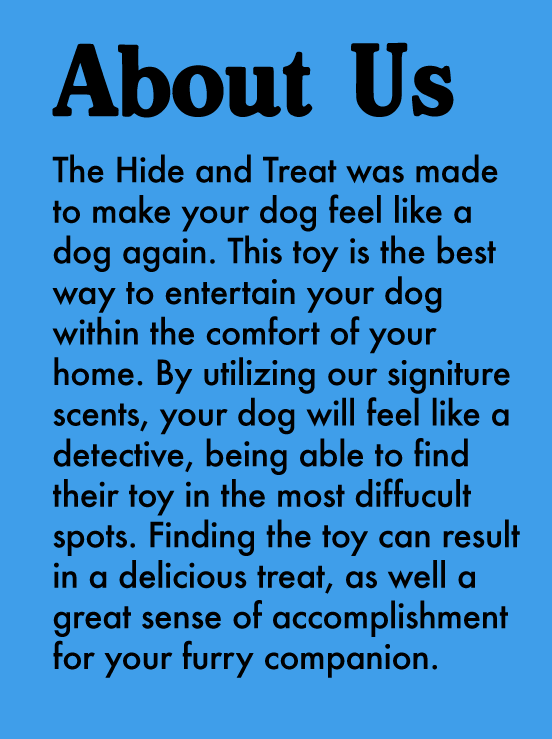 About Us
The Hide and Treat was made
to make your dog feel like a
dog again. This toy is the best
way to entertain your dog
within the comfort of your
home. By utilizing our signiture
scents, your dog will feel like a
detective, being able to find
their toy in the most diffucult
spots. Finding the toy can result
in a delicious treat, as well a
great sense of accomplishment
for your furry companion.